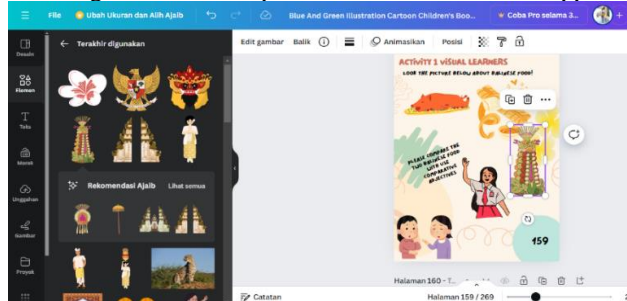 File
Ubah Ukuran dan Alih Ajaib
Blue And Green Illustration Cartoon Children's Boo...
Coba Pro selama 3...
Desain
Elemen
Teks
Merek
Unggahan
Gambar
Proyek
Terakhir digunakan
Rekomendasi Ajaib
Lihat semua
Edit gambar
Balik
Animasikan
Posisi
ACTIVITY 1 VISUAL LEARNERS
LOOK THE PICTURE BELOW ABOUT BALINESE FOOD!
PLEASE COMPARE THE
TWO BALINESE FOOD
WITH USE
COMPARATIVE
ADJECTIVES
159
Halaman 160 - T...
Catatan
Halaman 159 / 269